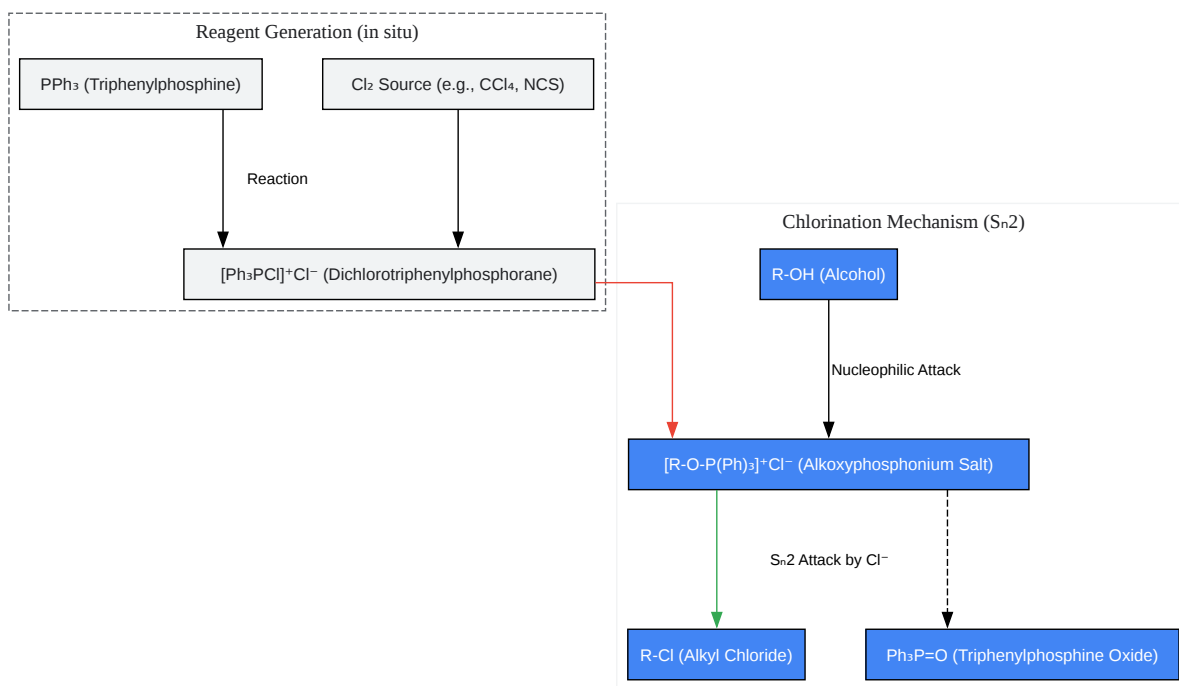 Reagent Generation (in situ)
PPh₃ (Triphenylphosphine)
Cl₂ Source (e.g., CCl₄, NCS)
Reaction
[Ph₃PCl]⁺Cl⁻ (Dichlorotriphenylphosphorane)
Chlorination Mechanism (Sₙ2)
R-OH (Alcohol)
Nucleophilic Attack
[R-O-P(Ph)₃]⁺Cl⁻ (Alkoxyphosphonium Salt)
Sₙ2 Attack by Cl⁻
R-Cl (Alkyl Chloride)
Ph₃P=O (Triphenylphosphine Oxide)